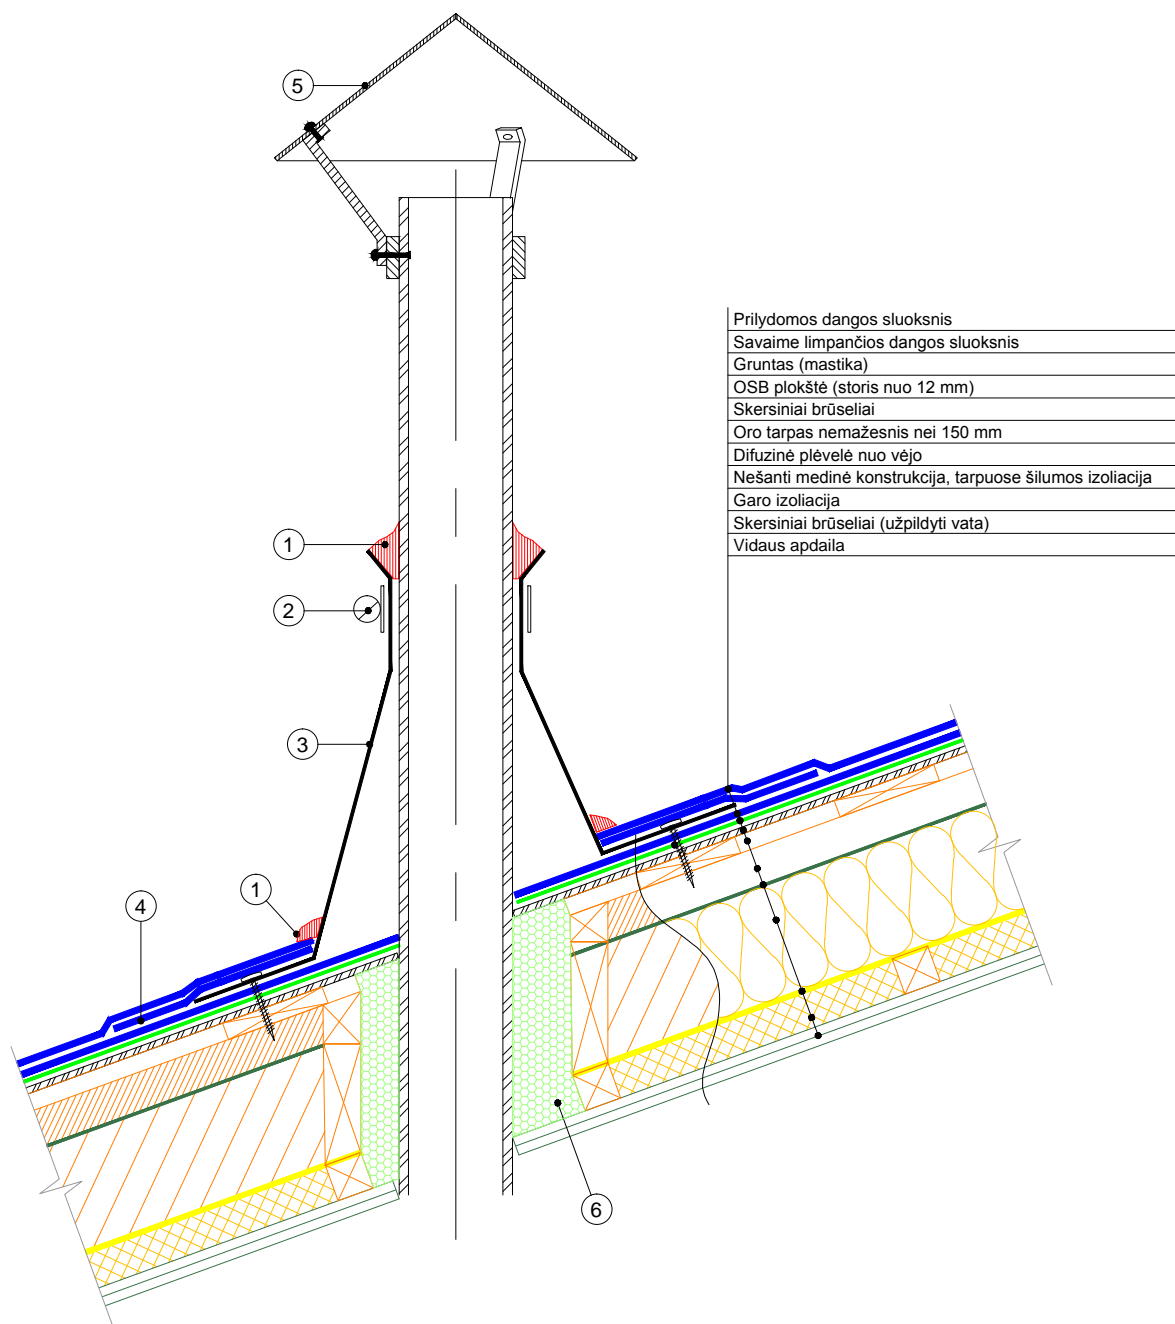 5
Prilydomos dangos sluoksnis
Savaime limpančios dangos sluoksnis
Gruntas (mastika)
OSB plokštė (storis nuo 12 mm)
Skersiniai brūseliai
Oro tarpas nemažesnis nei 150 mm
Difuzinė plėvelė nuo vėjo
Nešanti medinė konstrukcija, tarpuose šilumos izoliacija
Garo izoliacija
Skersiniai brūseliai (užpildyti vata)
Vidaus apdaila
1
2
3
1
4
6